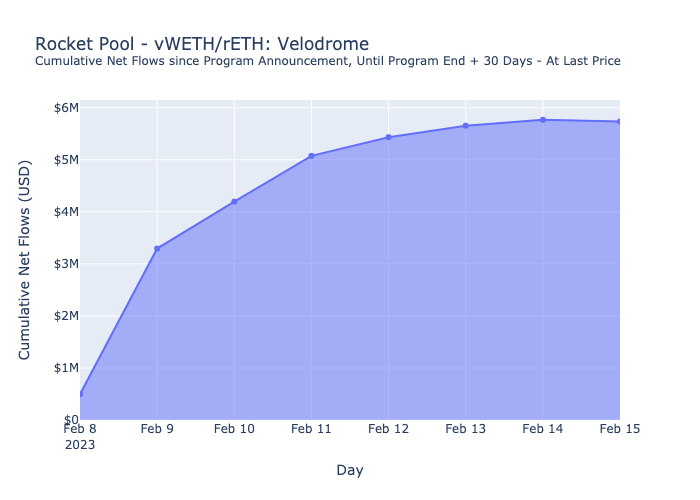 Rocket Pool - vWETH/rETH: Velodrome
Cumulative Net Flows since Program Announcement, Until Program End + 30 Days - At Last Price
Cumulative Net Flows (USD)
$6M
$5M
$4M
$3M
$2M
$1M
$0
Feb 8 Feb 9 Feb 10 Feb 11 Feb 12 Feb 13 Feb 14 Feb 15
2023
Day